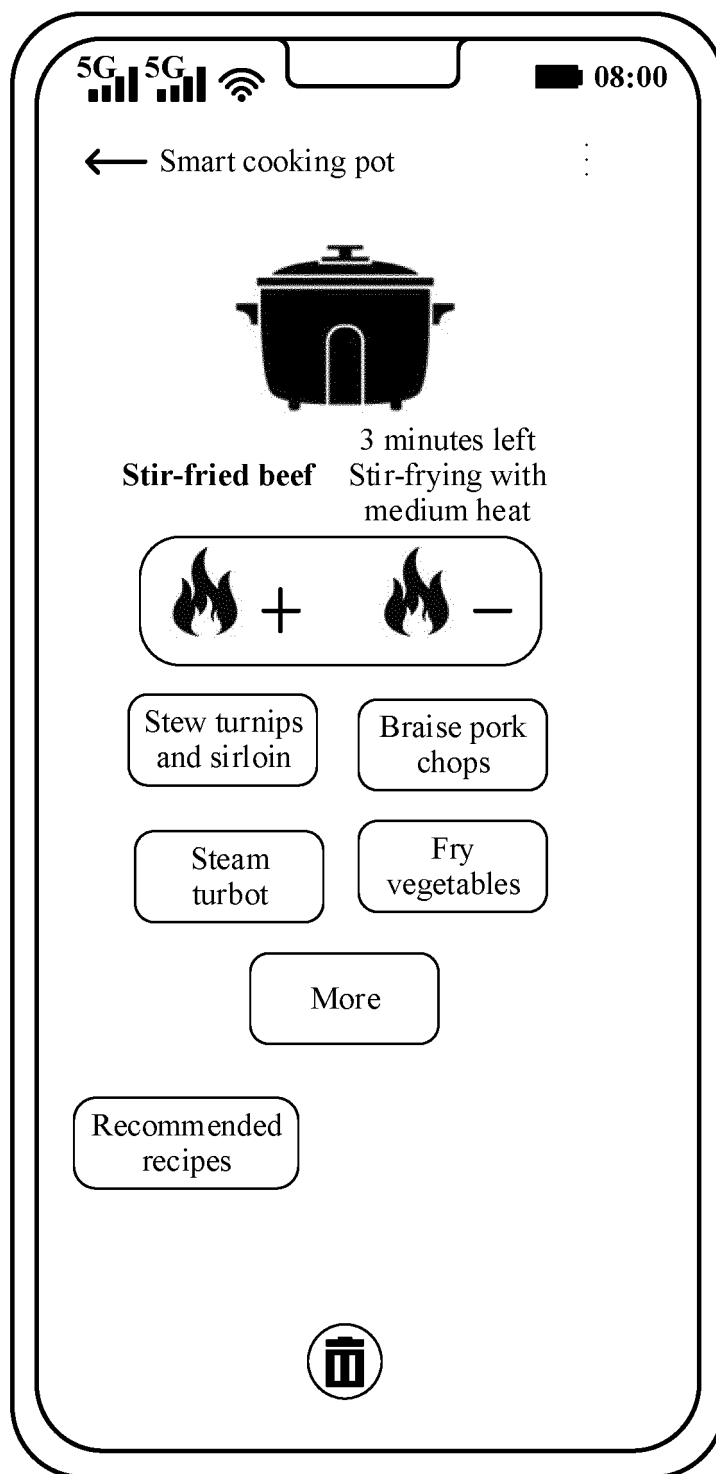 5G 5G 08:00
Smart cooking pot
Stir-fried beef
3 minutes left
Stir-frying with
medium heat
+ −
Stew turnips
and sirloin
Braise pork
chops
Steam
turbot
Fry
vegetables
More
Recommended
recipes